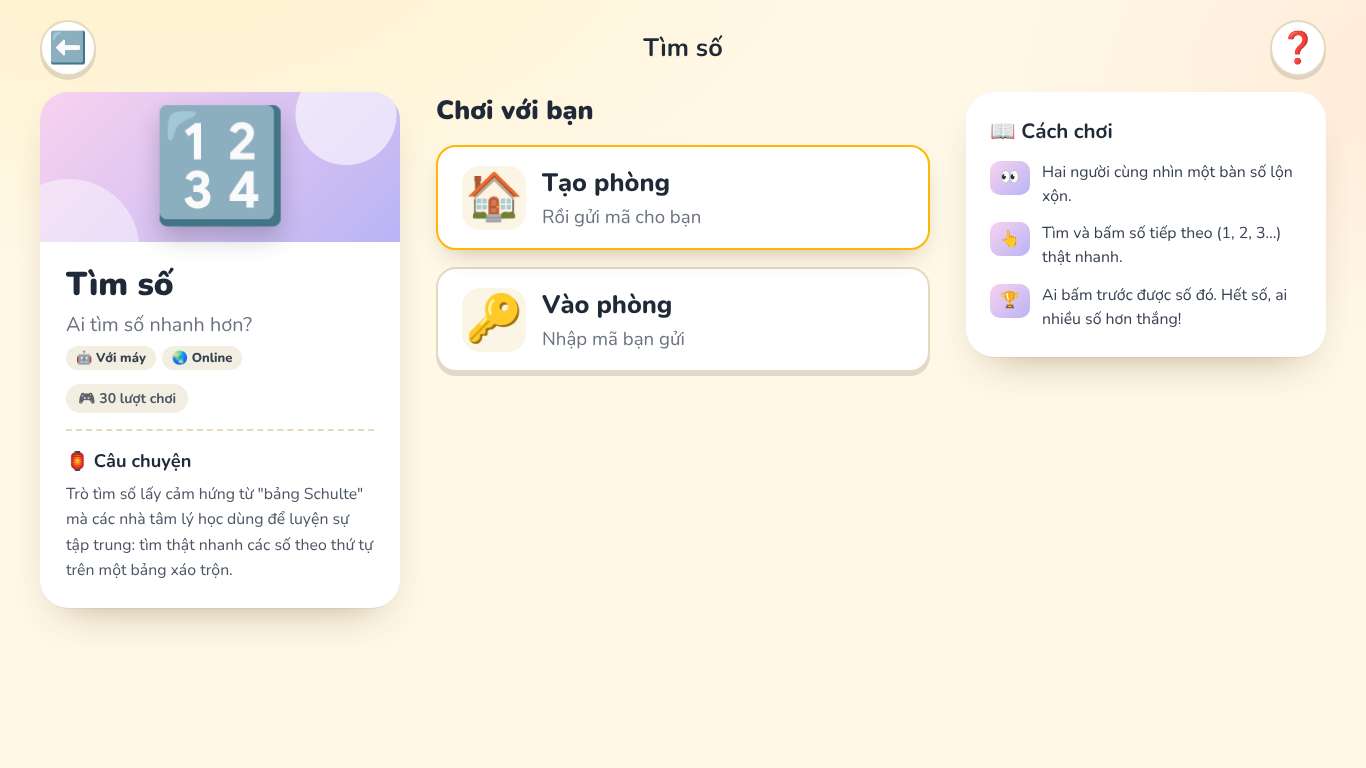 Tìm số
1 2
3 4
Tìm số
Ai tìm số nhanh hơn?
Với máy
Online
30 lượt chơi
Câu chuyện
Trò tìm số lấy cảm hứng từ "bảng Schulte"
mà các nhà tâm lý học dùng để luyện sự
tập trung: tìm thật nhanh các số theo thứ tự
trên một bảng xáo trộn.
Chơi với bạn
Tạo phòng
Rồi gửi mã cho bạn
Vào phòng
Nhập mã bạn gửi
Cách chơi
Hai người cùng nhìn một bàn số lộn
xộn.
Tìm và bấm số tiếp theo (1, 2, 3…)
thật nhanh.
Ai bấm trước được số đó. Hết số, ai
nhiều số hơn thắng!